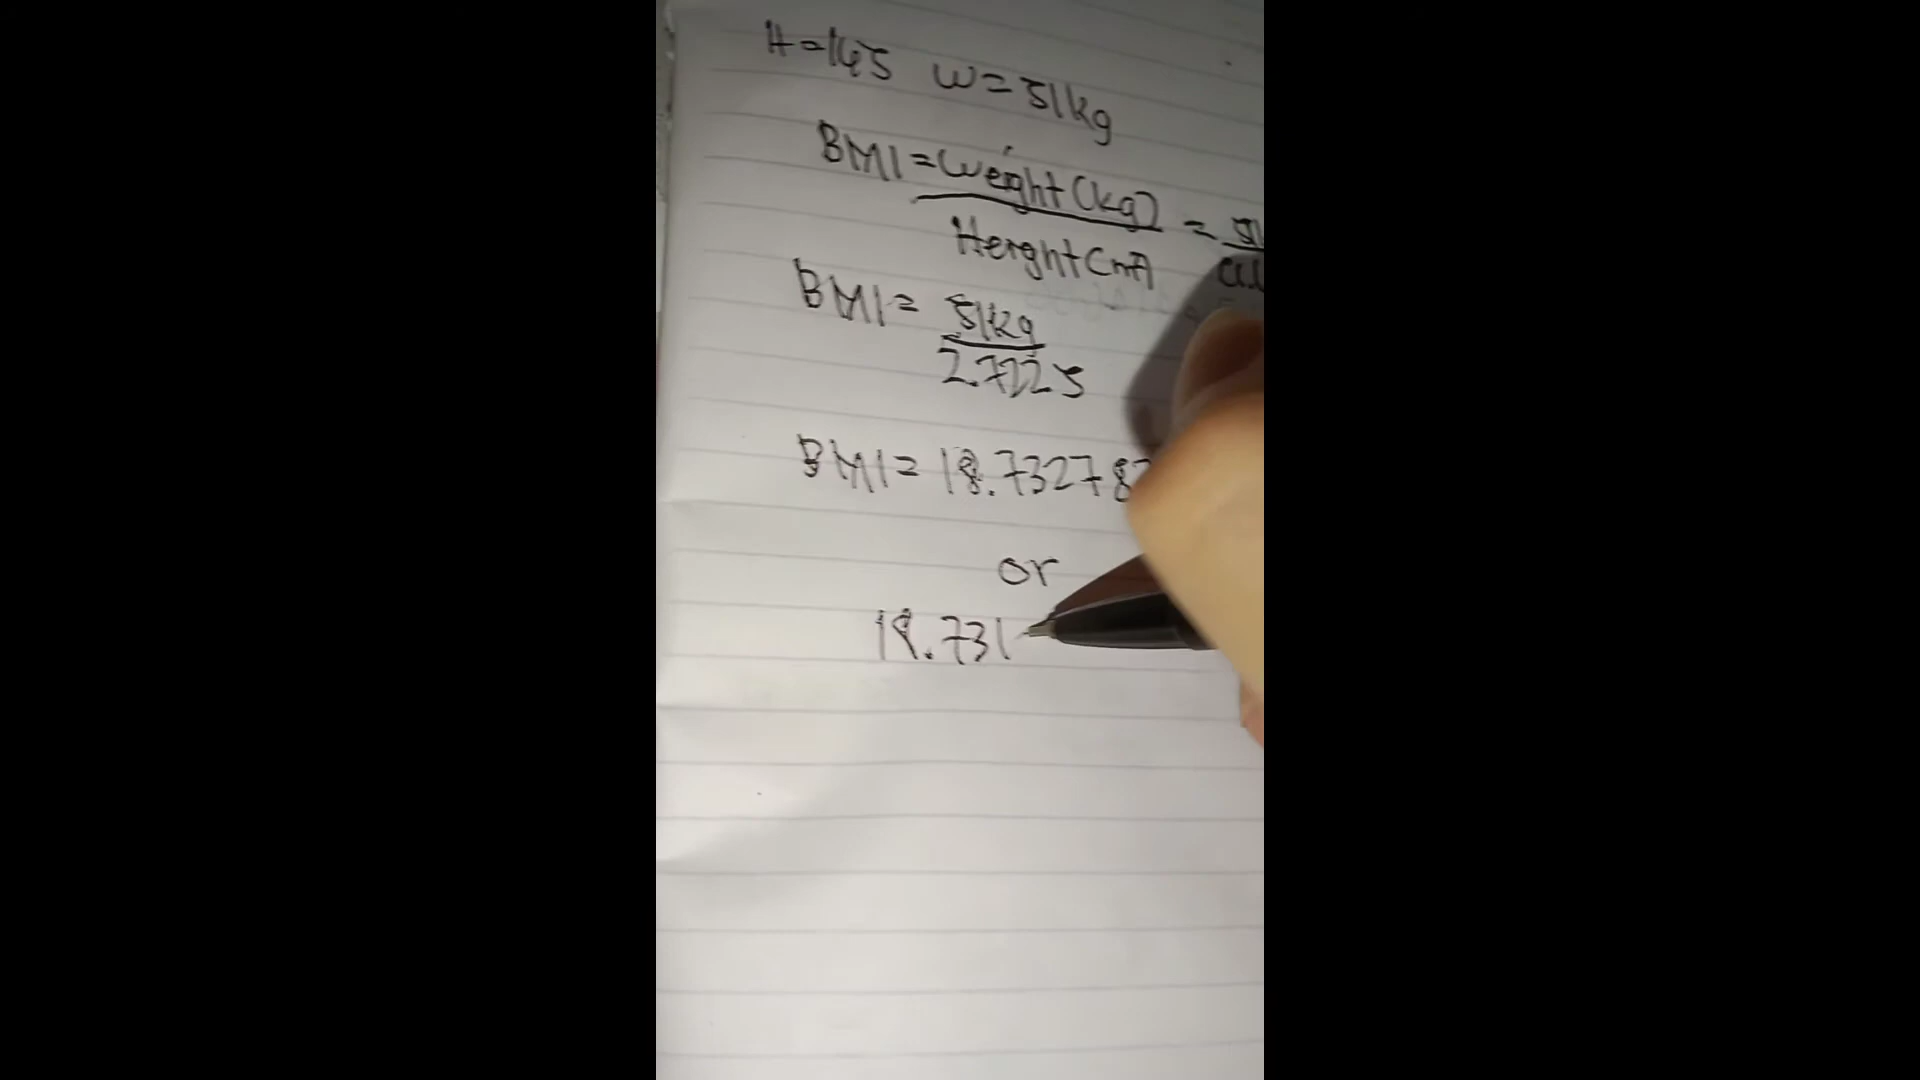 H=165 W=51kg
BMI=Weight(kg) =
Height(m²)
BMI= 51kg
2.7225
BMI=18.73278
or
18.731